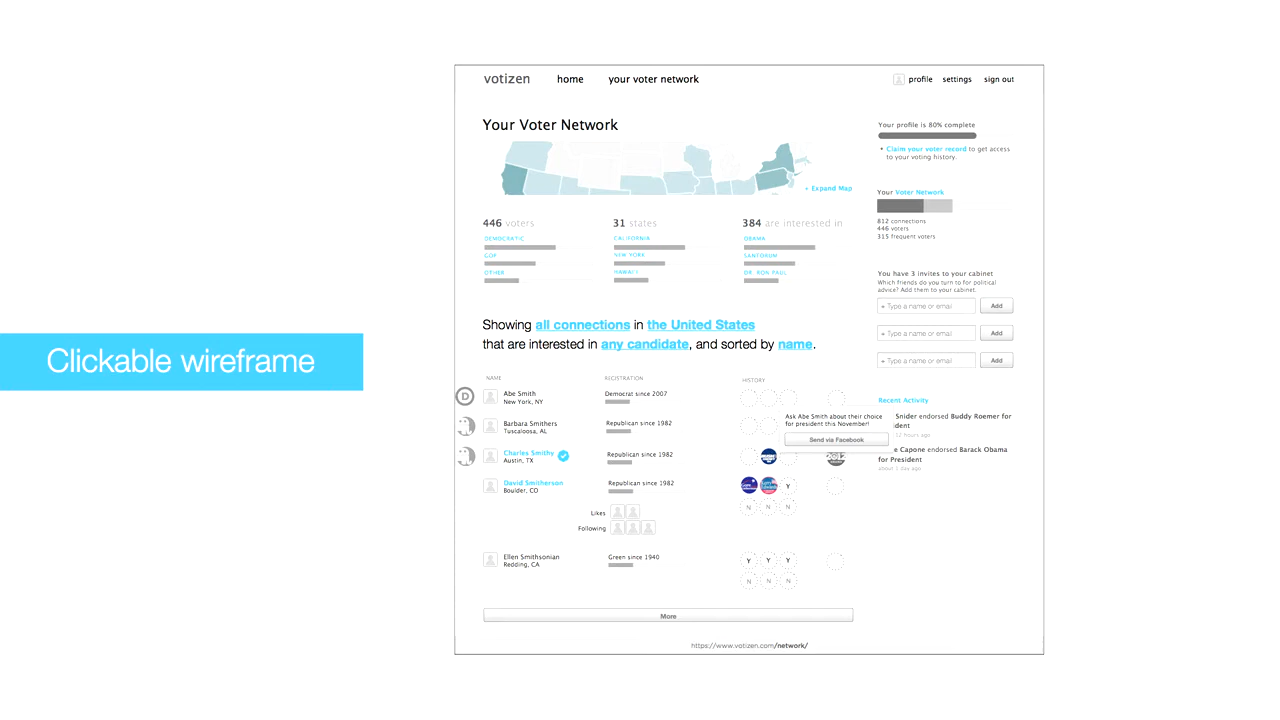 votizen home your voter network profile settings sign out
Your Voter Network
+ Expand Map
446 voters 31 states 384 are interested in
DEMOCRATIC CALIFORNIA OBAMA
GOP NEW YORK SANTORUM
OTHER HAWAII DR. RON PAUL
Your profile is 80% complete
• Claim your voter record to get access
to your voting history.
Your Voter Network
812 connections
446 voters
315 frequent voters
You have 3 invites to your cabinet
Which friends do you turn to for political
advice? Add them to your cabinet.
+ Type a name or email Add
+ Type a name or email Add
+ Type a name or email Add
Clickable wireframe
Showing all connections in the United States
that are interested in any candidate, and sorted by name.
NAME REGISTRATION HISTORY
D Abe Smith Democrat since 2007
New York, NY
Barbara Smithers Republican since 1982
Tuscaloosa, AL
Charles Smithy Republican since 1982
Austin, TX
David Smitherson Republican since 1982 Y
Boulder, CO
N N N
Likes
Following
Ellen Smithsonian Green since 1940 Y Y Y
Redding, CA
N N N
Ask Abe Smith about their choice
for president this November!
Send via Facebook
2012
Recent Activity
Snider endorsed Buddy Roemer for
dent
12 hours ago
e Capone endorsed Barack Obama
for President
about 1 day ago
More
https://www.votizen.com/network/